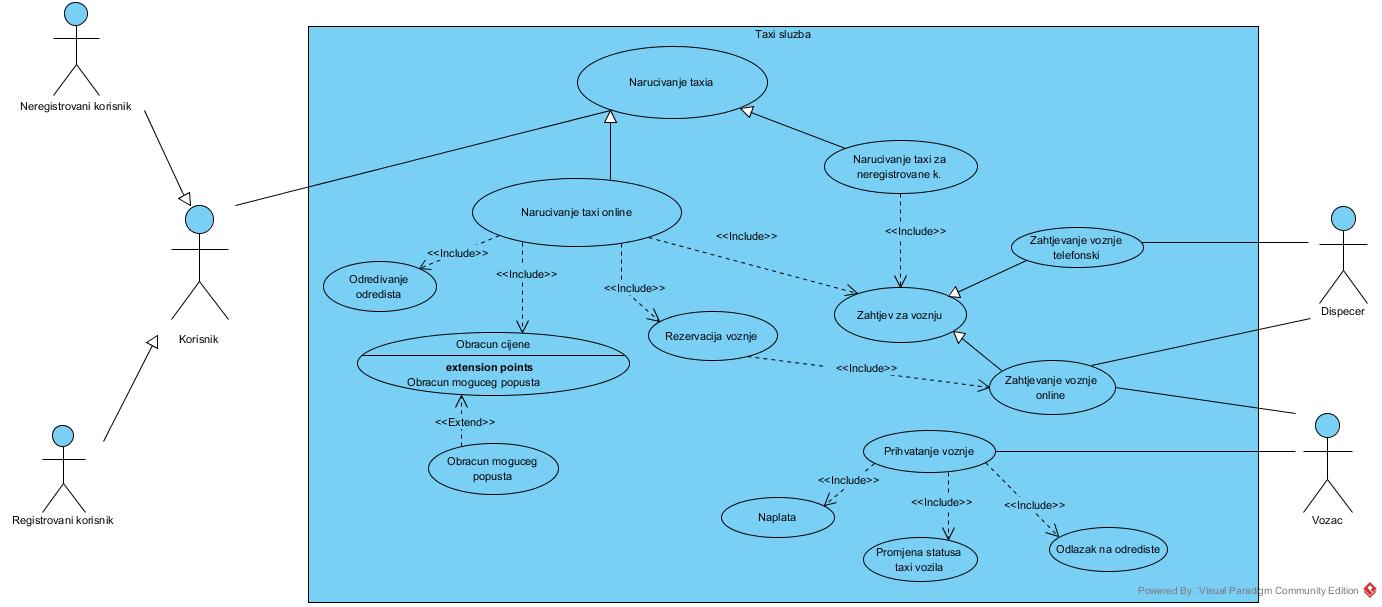 Taxi sluzba
Narucivanje taxia
Neregistrovani korisnik
Narucivanje taxi za
neregistrovane k.
Narucivanje taxi online
<<Include>>
<<Include>>
Zahtjevanje voznje
telefonski
<<Include>>
<<Include>>
Odredivanje
odredista
<<Include>>
Zahtjev za voznju
Dispecer
Korisnik
Rezervacija voznje
Obracun cijene
extension points
Obracun moguceg popusta
<<Include>>
Zahtjevanje voznje
online
<<Extend>>
Prihvatanje voznje
Obracun moguceg
popusta
<<Include>>
<<Include>>
<<Include>>
Registrovani korisnik
Naplata
Vozac
Promjena statusa
taxi vozila
Odlazak na odrediste
Powered By Visual Paradigm Community Edition